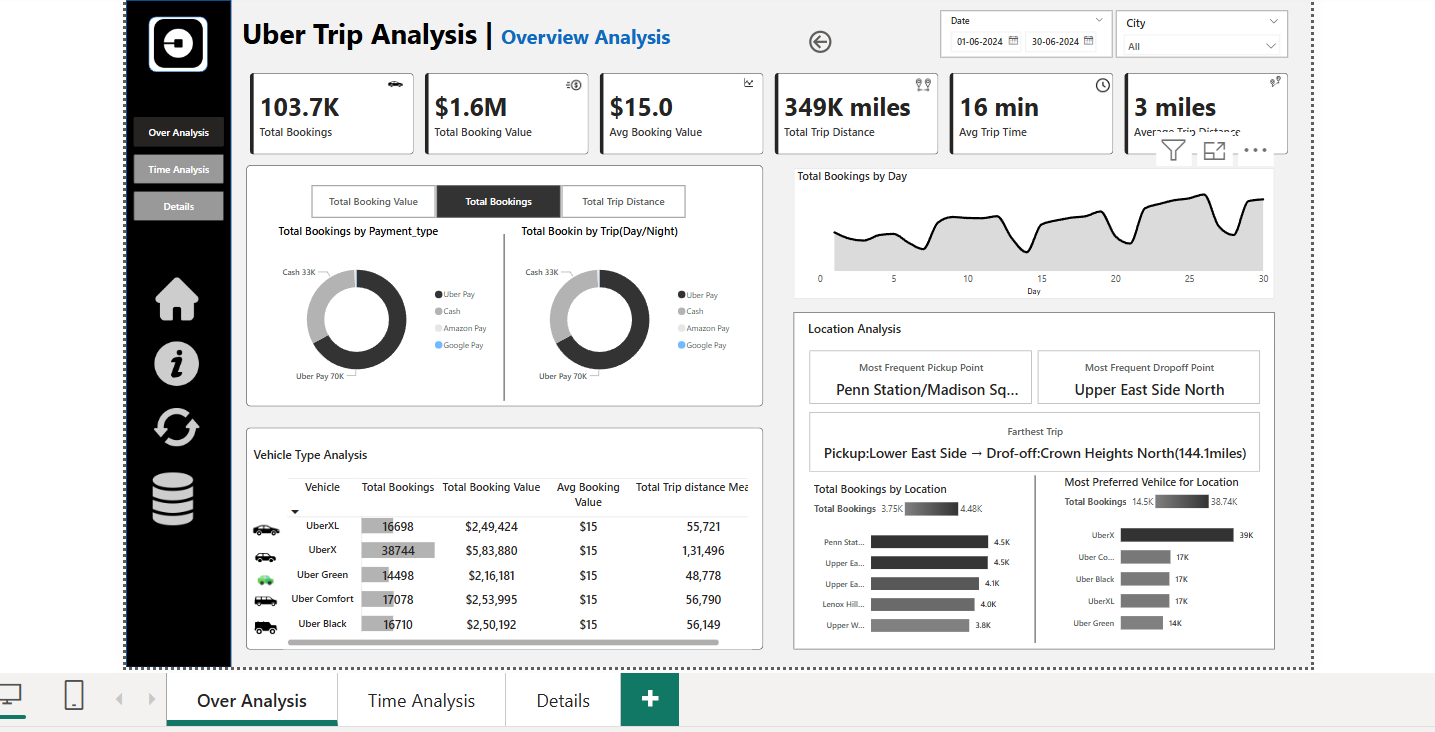 Uber Trip Analysis | Overview Analysis
Date
01-06-2024 30-06-2024
City
All
103.7K
Total Bookings
$1.6M
Total Booking Value
$15.0
Avg Booking Value
349K miles
Total Trip Distance
16 min
Avg Trip Time
3 miles
Average Trip Distance
Over Analysis
Time Analysis
Details
Total Booking Value Total Bookings Total Trip Distance
Total Bookings by Payment_type
Cash 33K
Uber Pay 70K
Uber Pay
Cash
Amazon Pay
Google Pay
Total Bookin by Trip(Day/Night)
Cash 33K
Uber Pay 70K
Uber Pay
Cash
Amazon Pay
Google Pay
Total Bookings by Day
0 5 10 15 20 25 30
Day
Vehicle Type Analysis
Vehicle Total Bookings Total Booking Value Avg Booking Value Total Trip distance Mea
UberXL 16698 $2,49,424 $15 55,721
UberX 38744 $5,83,880 $15 1,31,496
Uber Green 14498 $2,16,181 $15 48,778
Uber Comfort 17078 $2,53,995 $15 56,790
Uber Black 16710 $2,50,192 $15 56,149
Location Analysis
Most Frequent Pickup Point
Penn Station/Madison Sq...
Most Frequent Dropoff Point
Upper East Side North
Farthest Trip
Pickup:Lower East Side → Drof-off:Crown Heights North(144.1miles)
Total Bookings by Location
Total Bookings 3.75K 4.48K
Penn Stat... 4.5K
Upper Ea... 4.5K
Upper Ea... 4.1K
Lenox Hill... 4.0K
Upper W... 3.8K
Most Preferred Vehilce for Location
Total Bookings 14.5K 38.74K
UberX 39K
Uber Co... 17K
Uber Black 17K
UberXL 17K
Uber Green 14K
Over Analysis Time Analysis Details +